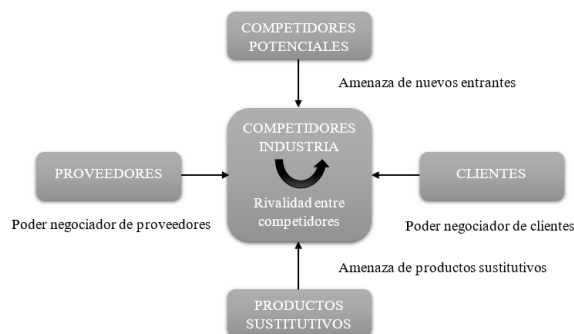 COMPETIDORES
POTENCIALES
Amenaza de nuevos entrantes
COMPETIDORES
INDUSTRIA
Rivalidad entre
competidores
PROVEEDORES
Poder negociador de proveedores
CLIENTES
Poder negociador de clientes
Amenaza de productos sustitutivos
PRODUCTOS
SUSTITUTIVOS